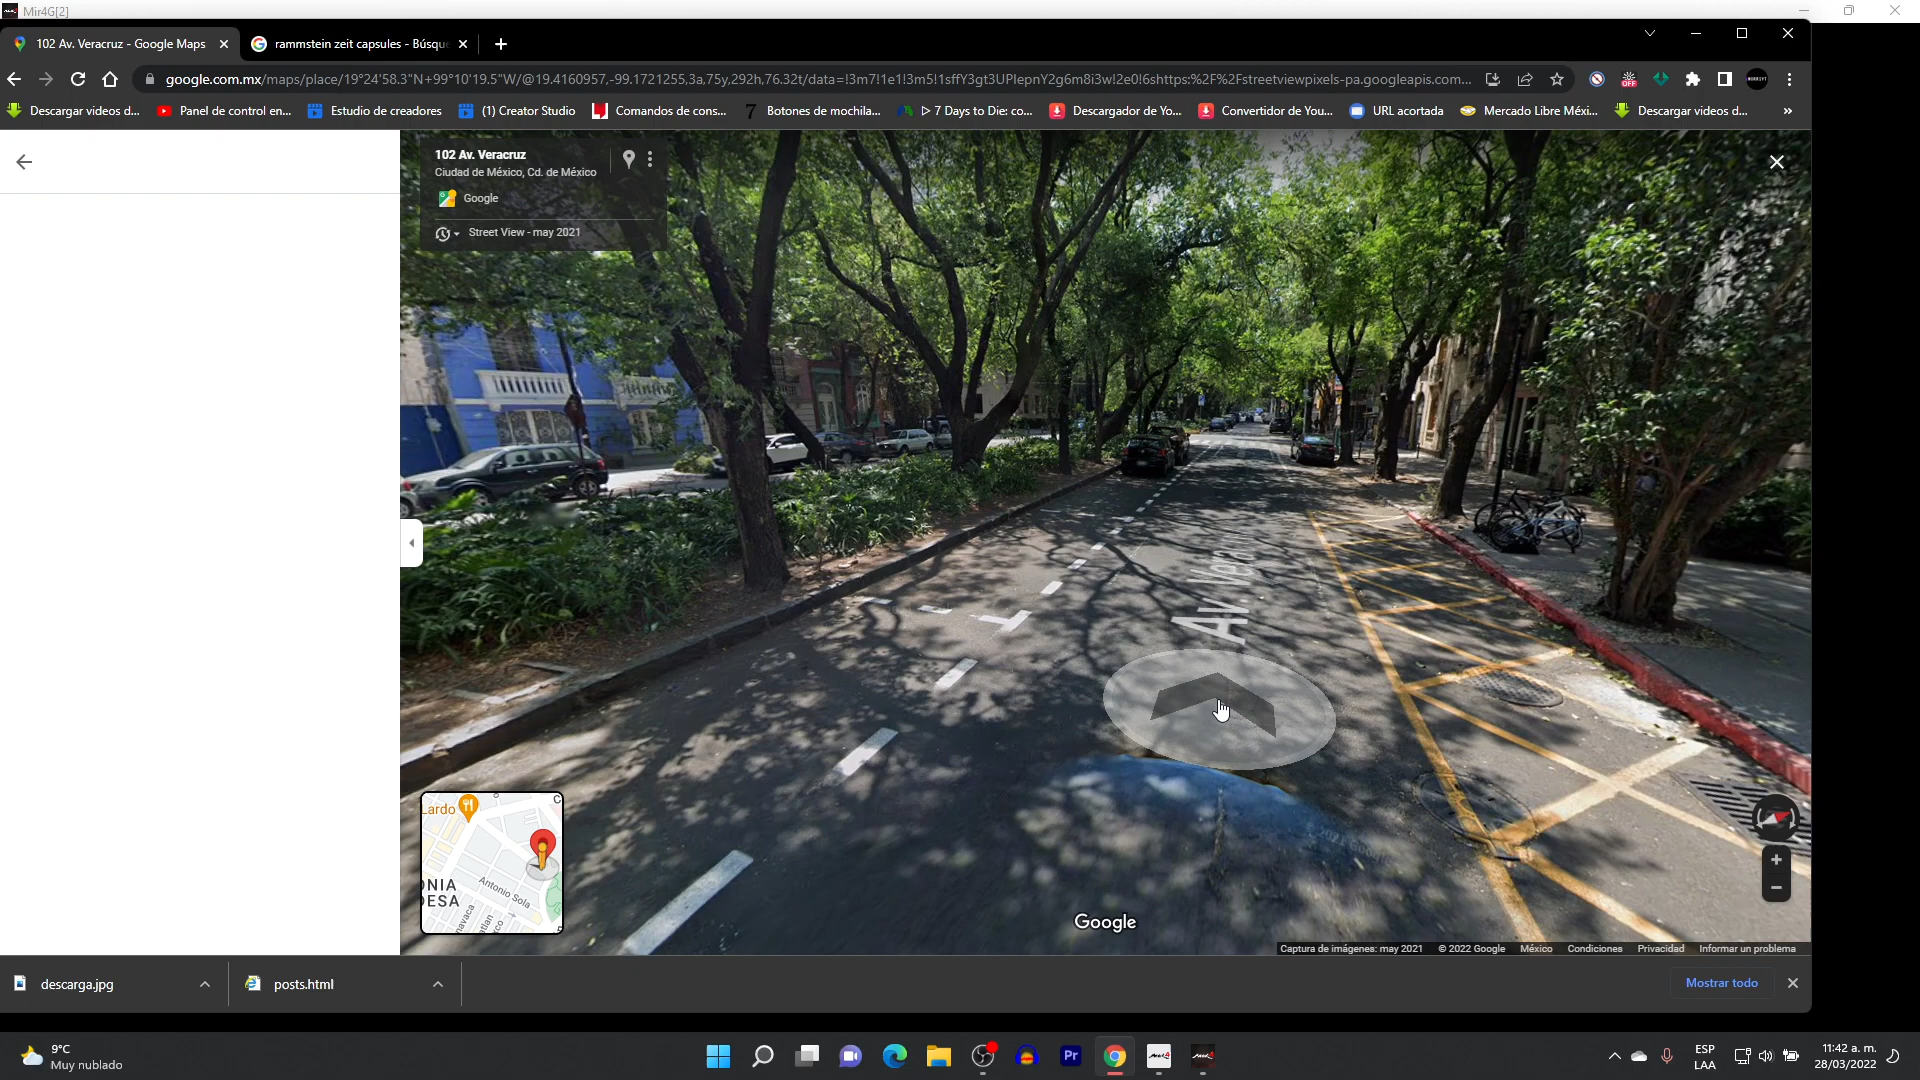 Mir4G[2]
102 Av. Veracruz - Google Maps
rammstein zeit capsules - Búsqu
google.com.mx/maps/place/19°24'58.3"N+99°10'19.5"W/@19.4160957,-99.1721255,3a,75y,292h,76.32t/data=!3m7!1e1!3m5!1sffY3gt3UPIepnY2g6m8i3w!2e0!6shttps:%2F%2Fstreetviewpixels-pa.googleapis.com...
Descargar videos d...
Panel de control en...
Estudio de creadores
(1) Creator Studio
Comandos de cons...
Botones de mochila...
▷ 7 Days to Die: co...
Descargador de Yo...
Convertidor de You...
URL acortada
Mercado Libre Méxi...
Descargar videos d...
»
102 Av. Veracruz
Ciudad de México, Cd. de México
Google
Street View - may 2021
Lardo
NIA
DESA
Antonio Sola
Google
Captura de imágenes: may 2021 © 2022 Google México Condiciones Privacidad Informar un problema
descarga.jpg
posts.html
Mostrar todo
9°C
Muy nublado
Pr
ESP
LAA
11:42 a. m.
28/03/2022